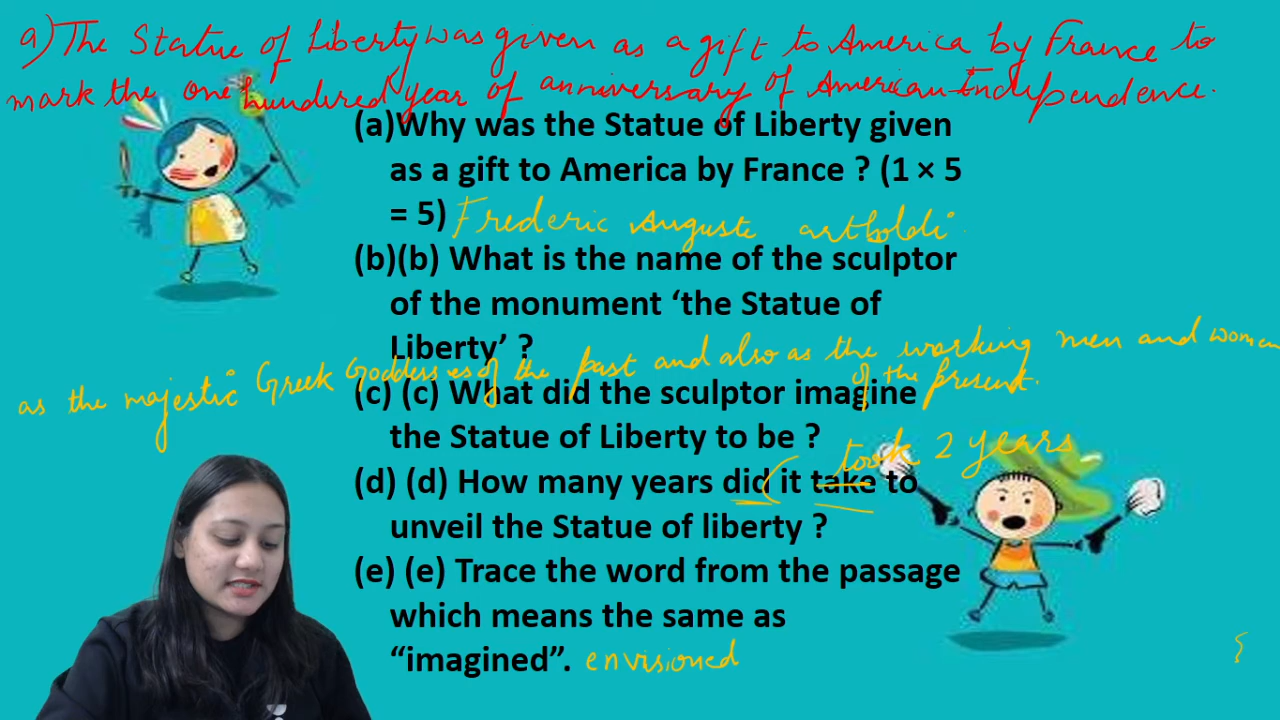 a) The Statue of Liberty was given as a gift to America by France to
mark the one hundred year of anniversary of American Independence.
(a)Why was the Statue of Liberty given
as a gift to America by France ? (1 × 5
= 5) Frederic Auguste artboldi
(b)(b) What is the name of the sculptor
of the monument ‘the Statue of
Liberty’ ?
as the majestic Greek Goddesses of the past and also as the working men and women
of the present.
(c) (c) What did the sculptor imagine
the Statue of Liberty to be ?
took 2 years
(d) (d) How many years did it take to
unveil the Statue of liberty ?
(e) (e) Trace the word from the passage
which means the same as
“imagined”. envisioned